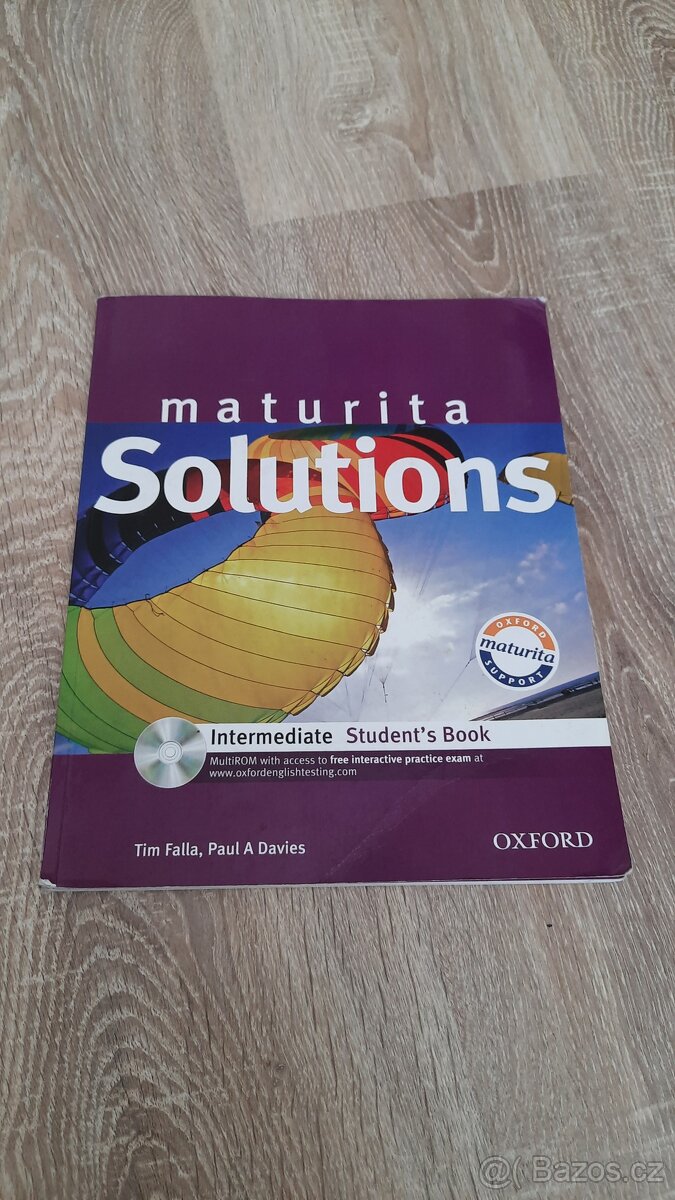 maturita
Solutions
OXFORD
maturita
SUPPORT
Intermediate Student's Book
MultiROM with access to free interactive practice exam at
www.oxfordenglishtesting.com
Tim Falla, Paul A Davies
OXFORD
@( Bazos.cz